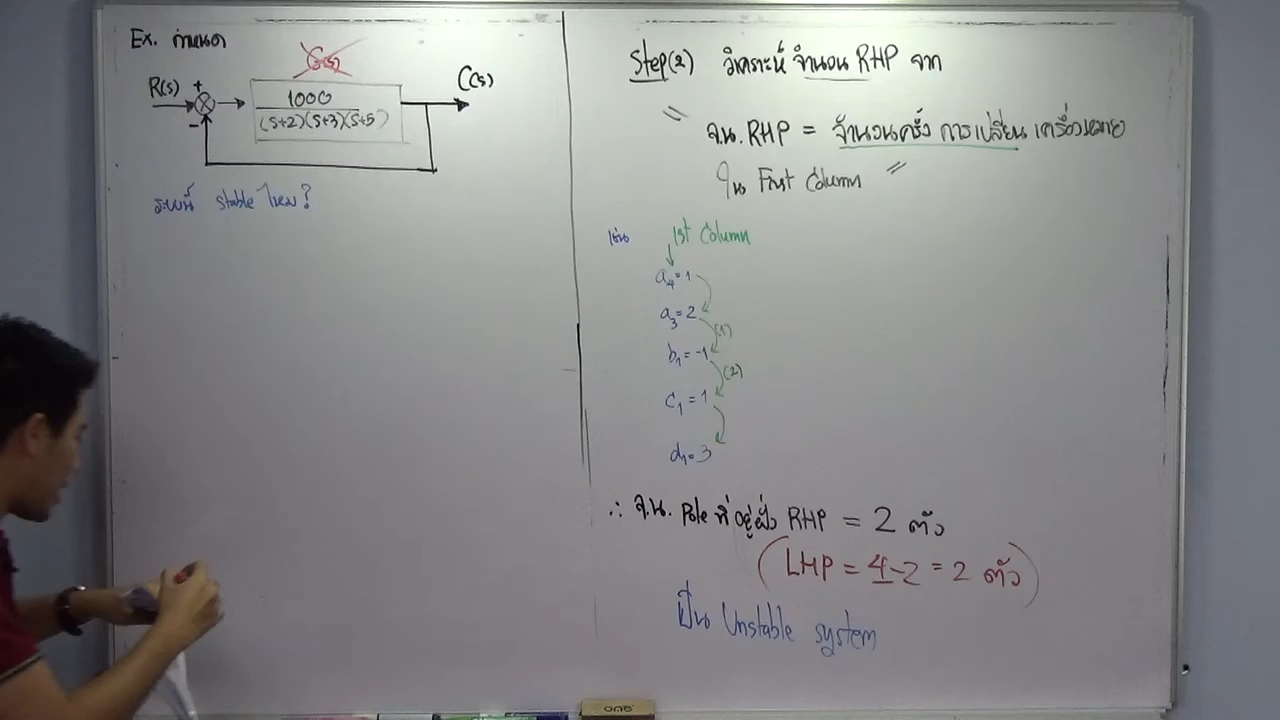 Ex. กำหนด
G(s)
R(s) + C(s)
1000
(s+2)(s+3)(s+5)
-
ระบบนี้ stable ไหม?
Step(2) วิเคราะห์ จำนวน RHP จาก
" จ.น. RHP = จำนวนครั้ง การเปลี่ยน เครื่องหมาย
ใน First Column "
เช่น 1st Column
a₄=1
a₃=2
(1)
b₁=-1
(2)
c₁=1
d₁=3
∴ จ.น. Pole ที่อยู่ฝั่ง RHP = 2 ตัว
(LHP = 4-2 = 2 ตัว)
เป็น Unstable system
one